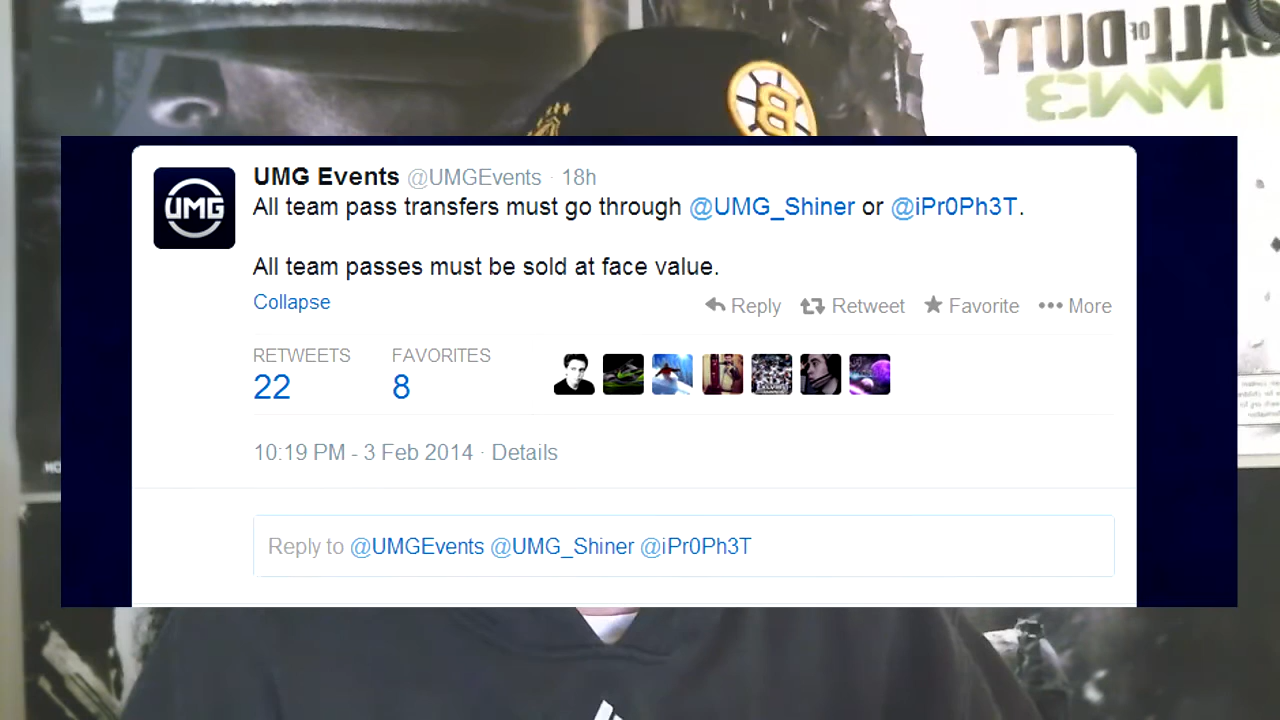 CALL OF DUTY
MW3
B
UMG
UMG Events @UMGEvents · 18h
All team pass transfers must go through @UMG_Shiner or @iPr0Ph3T.
All team passes must be sold at face value.
Collapse
Reply Retweet Favorite More
RETWEETS FAVORITES
22 8
10:19 PM - 3 Feb 2014 · Details
Reply to @UMGEvents @UMG_Shiner @iPr0Ph3T